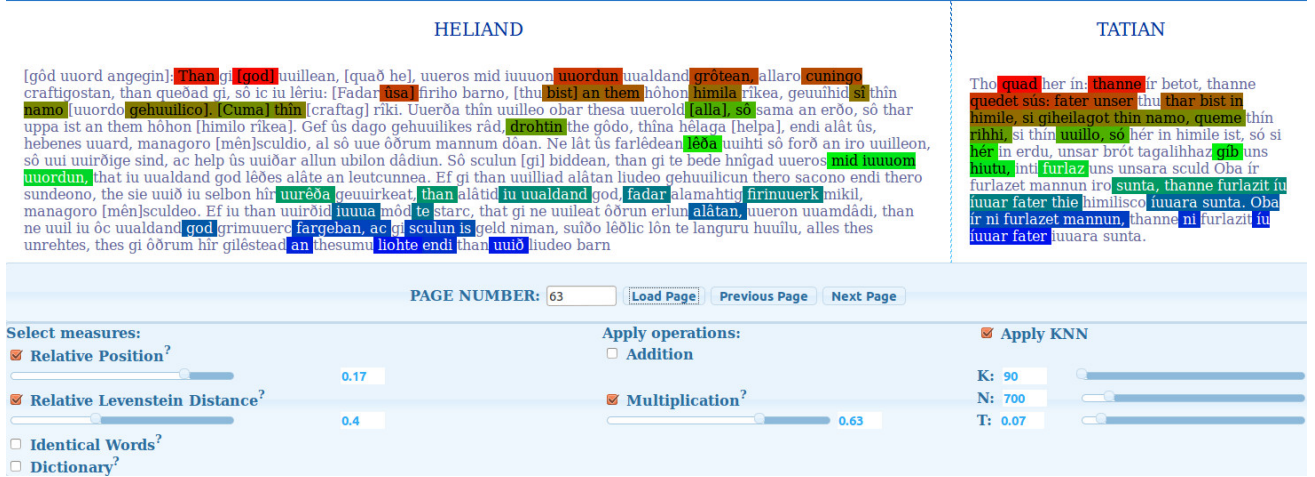 HELIAND
[gôd uuord angegin]: Than gi [god] uuillean, [quað he], uueros mid iuuuon uuordun uualdand grôtean, allaro cuningo
craftigostan, than queðad gi, sô ic iu lêriu: [Fadar ûsa] firiho barno, [thu bist] an them hôhon himila rîkea, geuuîhid sî thîn
namo [uuordo gehuuilico]. [Cuma] thîn [craftag] rîki. Uuerða thîn uuilleo obar thesa uuerold [alla], sô sama an erðo, sô thar
uppa ist an them hôhon [himilo rîkea]. Gef ûs dago gehuuilikes râd, drohtin the gôdo, thîna hêlaga [helpa], endi alât ûs,
hebenes uuard, managoro [mên]sculdio, al sô uue ôðrum mannum dôan. Ne lât ûs farlêdean lêða uuihti sô forð an iro uuilleon,
sô uui uuirðige sind, ac help ûs uuiðar allun ubilon dâdiun. Sô sculun [gi] biddean, than gi te bede hnîgad uueros mid iuuuom
uuordun, that iu uualdand god lêðes alâte an leutcunnea. Ef gi than uuilliad alâtan liudeo gehuuilicun thero sacono endi thero
sundeono, the sie uuið iu selbon hîr uurêða geuuirkeat, than alâtid iu uualdand god, fadar alamahtig firinuuerk mikil,
managoro [mên]sculdeo. Ef iu than uuirðid iuuua môd te starc, that gi ne uuileat ôðrun erlun alâtan, uueron uuamdâdi, than
ne uuil iu ôc uualdand god grimuuerc fargeban, ac gi sculun is geld niman, suîðo lêðlic lôn te languru huuîlu, alles thes
unrehtes, thes gi ôðrum hîr gilêstead an thesumu liohte endi than uuið liudeo barn
TATIAN
Tho quad her ín: thanne ír betot, thanne
quedet sús: fater unser thu thar bist in
himile, si giheilagot thin namo, queme thín
rihhi, si thín uuillo, só hér in himile ist, só si
hér in erdu, unsar brót tagalihhaz gib uns
hiutu, inti furlaz uns unsara sculd Oba ír
furlazet mannun iro sunta, thanne furlazit íu
íuuar fater thie himilisco íuuara sunta. Oba
ír ni furlazet mannun, thanne ni furlazit íu
íuuar fater iuuara sunta.
PAGE NUMBER: 63 Load Page Previous Page Next Page
Select measures: Apply operations: Apply KNN
Relative Position? Addition
0.17 K: 90
Relative Levenstein Distance? Multiplication? N: 700
0.4 0.63 T: 0.07
Identical Words?
Dictionary?